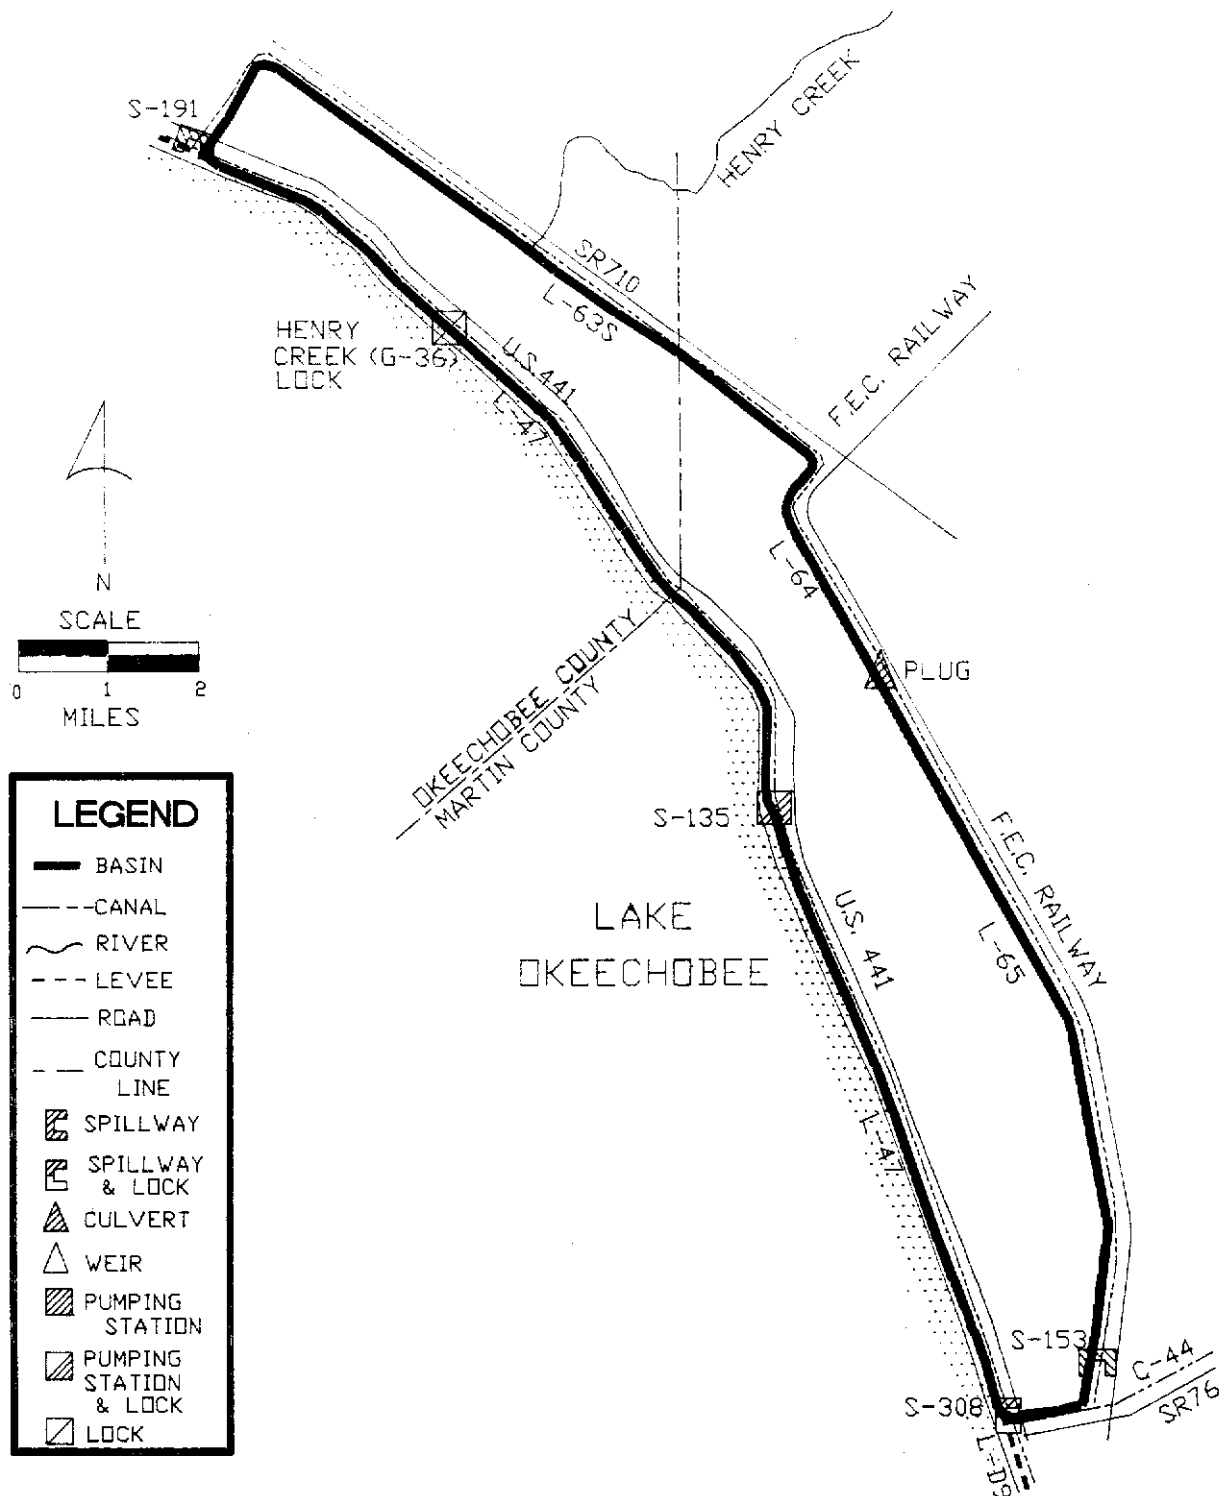 HENRY CREEK
S-191
SR710
L-63S
F.E.C. RAILWAY
HENRY
CREEK (G-36)
LOCK
U.S.441
L-47
L-64
N
SCALE
0 1 2
MILES
PLUG
OKEECHOBEE COUNTY
MARTIN COUNTY
S-135
F.E.C. RAILWAY
L-65
U.S. 441
LAKE
OKEECHOBEE
L-47
LEGEND
BASIN
CANAL
RIVER
LEVEE
ROAD
COUNTY
LINE
SPILLWAY
SPILLWAY
& LOCK
CULVERT
WEIR
PUMPING
STATION
PUMPING
STATION
& LOCK
LOCK
S-153
C-44
SR76
S-308
L-D9